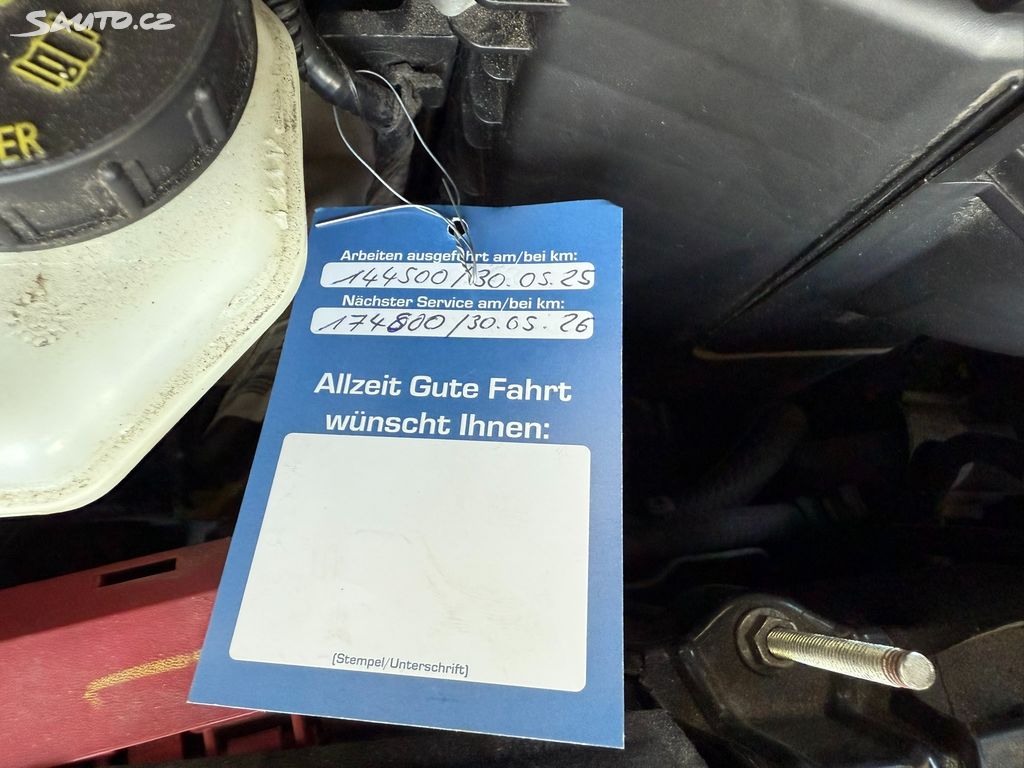 Sauto.cz
ER
Arbeiten ausgeführt am/bei km:
144500/30.05.25
Nächster Service am/bei km:
/30.05.26
Allzeit Gute Fahrt
wünscht Ihnen:
(Stempel/Unterschrift)